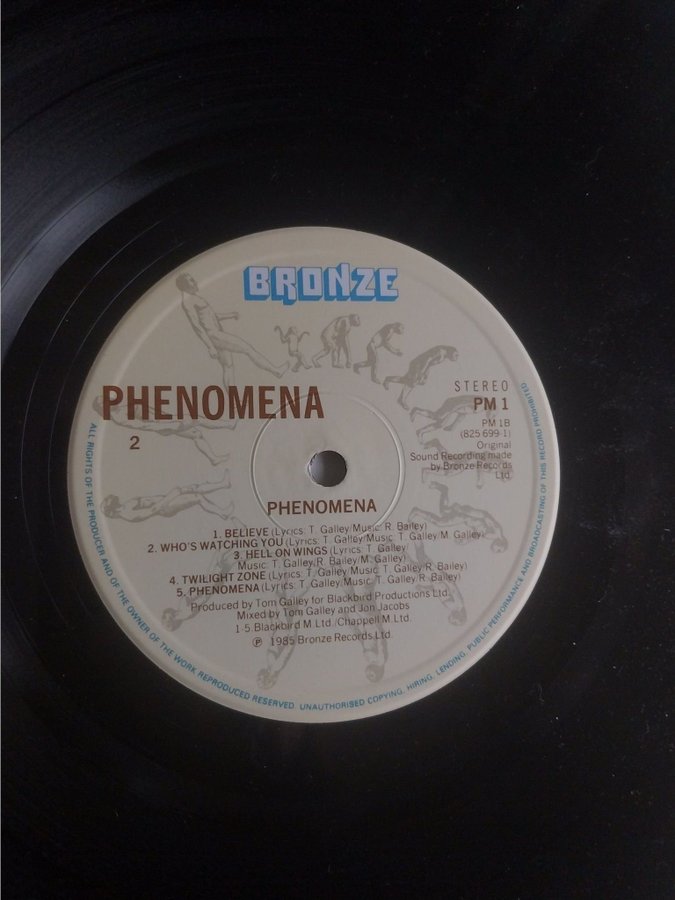 BRONZE
PHENOMENA
2
STEREO
PM 1
PM 1B
(825 699-1)
Original
Sound Recording made
by Bronze Records
Ltd.
PHENOMENA
1. BELIEVE (Lyrics: T. Galley/Music: R. Bailey)
2. WHO'S WATCHING YOU (Lyrics: T. Galley/Music: T. Galley/M. Galley)
3. HELL ON WINGS (Lyrics: T. Galley/
Music: T. Galley/R. Bailey/M. Galley)
4. TWILIGHT ZONE (Lyrics: T. Galley/Music: T. Galley/R. Bailey)
5. PHENOMENA (Lyrics: T. Galley/Music: T. Galley/R. Bailey)
Produced by Tom Galley for Blackbird Productions Ltd.
Mixed by Tom Galley and Jon Jacobs
1-5. Blackbird M. Ltd./Chappell M. Ltd.
℗ 1985 Bronze Records Ltd.
ALL RIGHTS OF THE PRODUCER AND OF THE OWNER OF THE WORK REPRODUCED RESERVED. UNAUTHORISED COPYING, HIRING, LENDING, PUBLIC PERFORMANCE AND BROADCASTING OF THIS RECORD PROHIBITED.